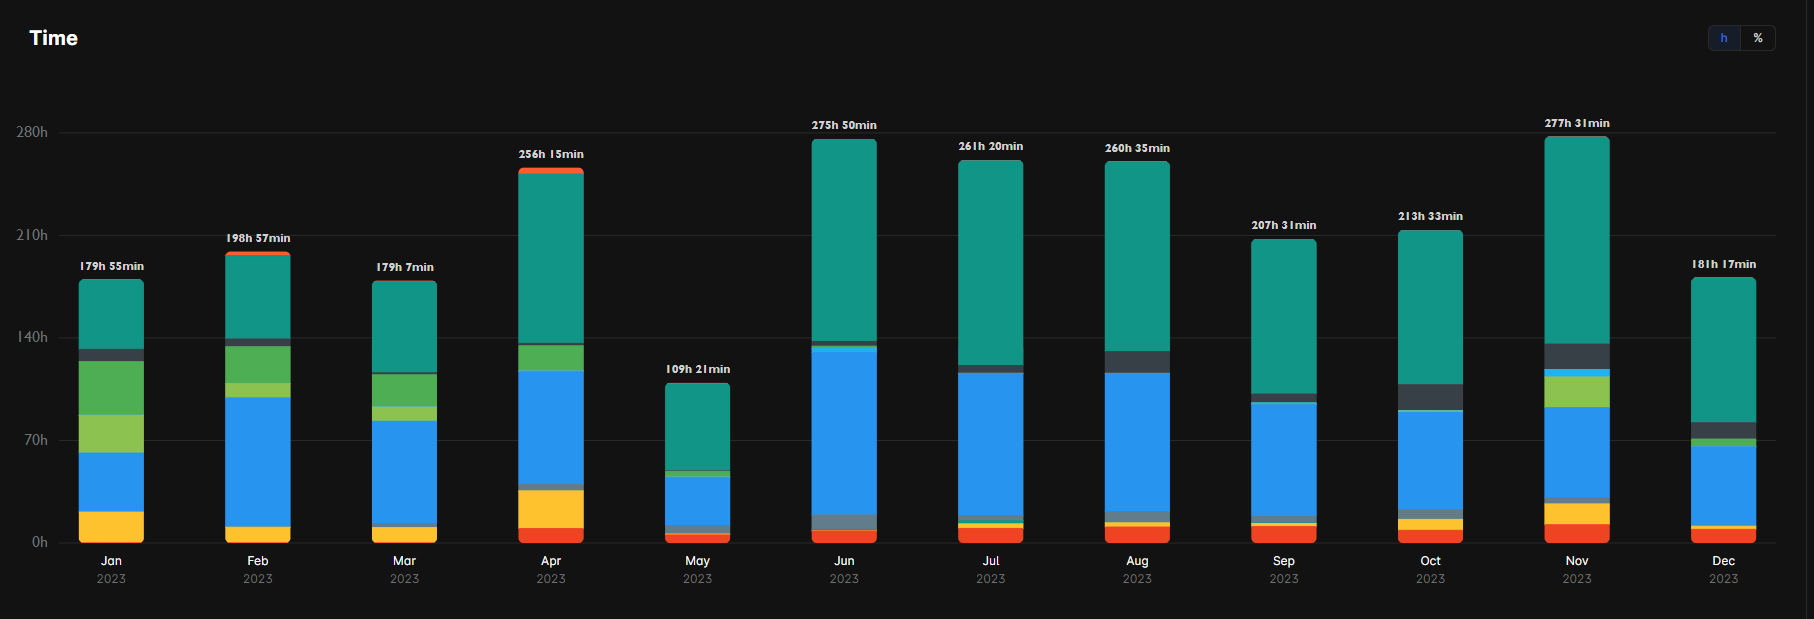 Time
h %
280h
210h
140h
70h
0h
179h 55min
198h 57min
179h 7min
256h 15min
109h 21min
275h 50min
261h 20min
260h 35min
207h 31min
213h 33min
277h 31min
181h 17min
Jan Feb Mar Apr May Jun Jul Aug Sep Oct Nov Dec
2023 2023 2023 2023 2023 2023 2023 2023 2023 2023 2023 2023